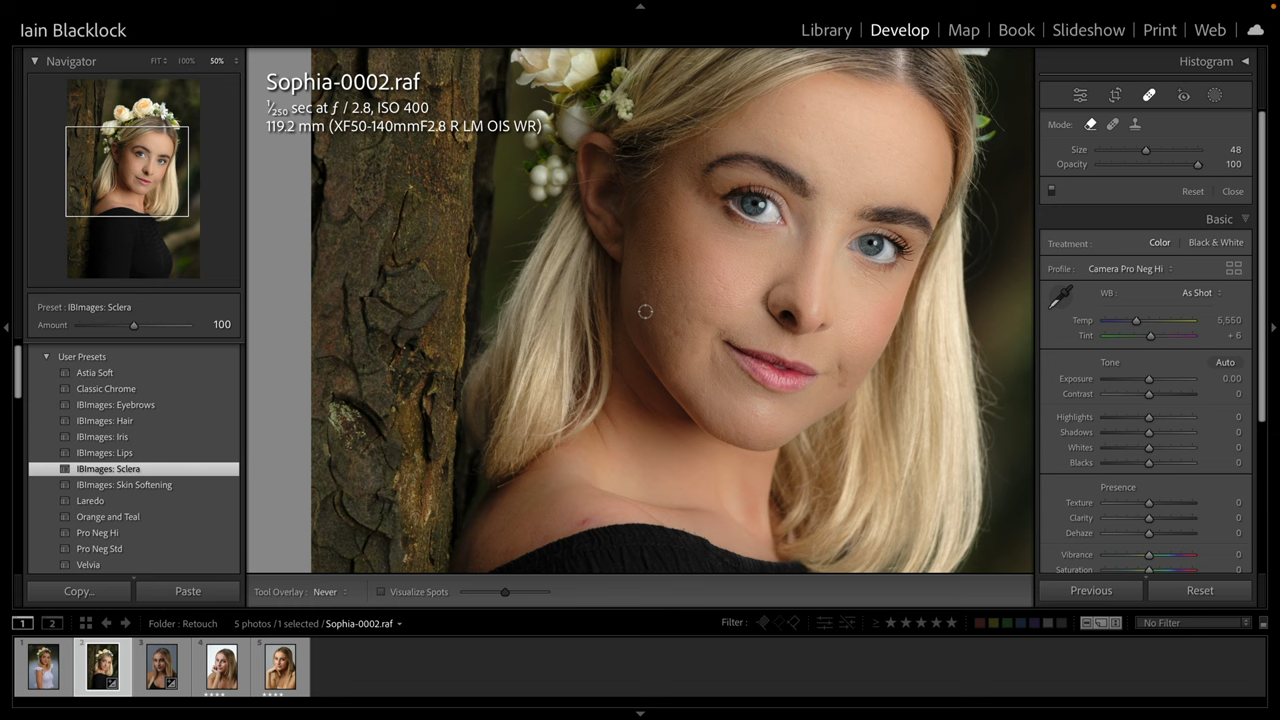 Iain Blacklock
Library | Develop | Map | Book | Slideshow | Print | Web
Navigator FIT 100% 50%
Preset : IBImages: Sclera
Amount 100
User Presets
Astia Soft
Classic Chrome
IBImages: Eyebrows
IBImages: Hair
IBImages: Iris
IBImages: Lips
IBImages: Sclera
IBImages: Skin Softening
Laredo
Orange and Teal
Pro Neg Hi
Pro Neg Std
Velvia
Copy... Paste
Sophia-0002.raf
1/250 sec at ƒ / 2.8, ISO 400
119.2 mm (XF50-140mmF2.8 R LM OIS WR)
Tool Overlay : Never Visualize Spots
Histogram
Mode:
Size 48
Opacity 100
Reset Close
Basic
Treatment : Color Black & White
Profile : Camera Pro Neg Hi
WB: As Shot
Temp 5,550
Tint + 6
Tone Auto
Exposure 0.00
Contrast 0
Highlights 0
Shadows 0
Whites 0
Blacks 0
Presence
Texture 0
Clarity 0
Dehaze 0
Vibrance 0
Saturation 0
Previous Reset
1 2 Folder : Retouch 5 photos /1 selected /Sophia-0002.raf Filter : ≥ ★★★★★ No Filter
1 2 3 4 5
★★★★ ★★★★